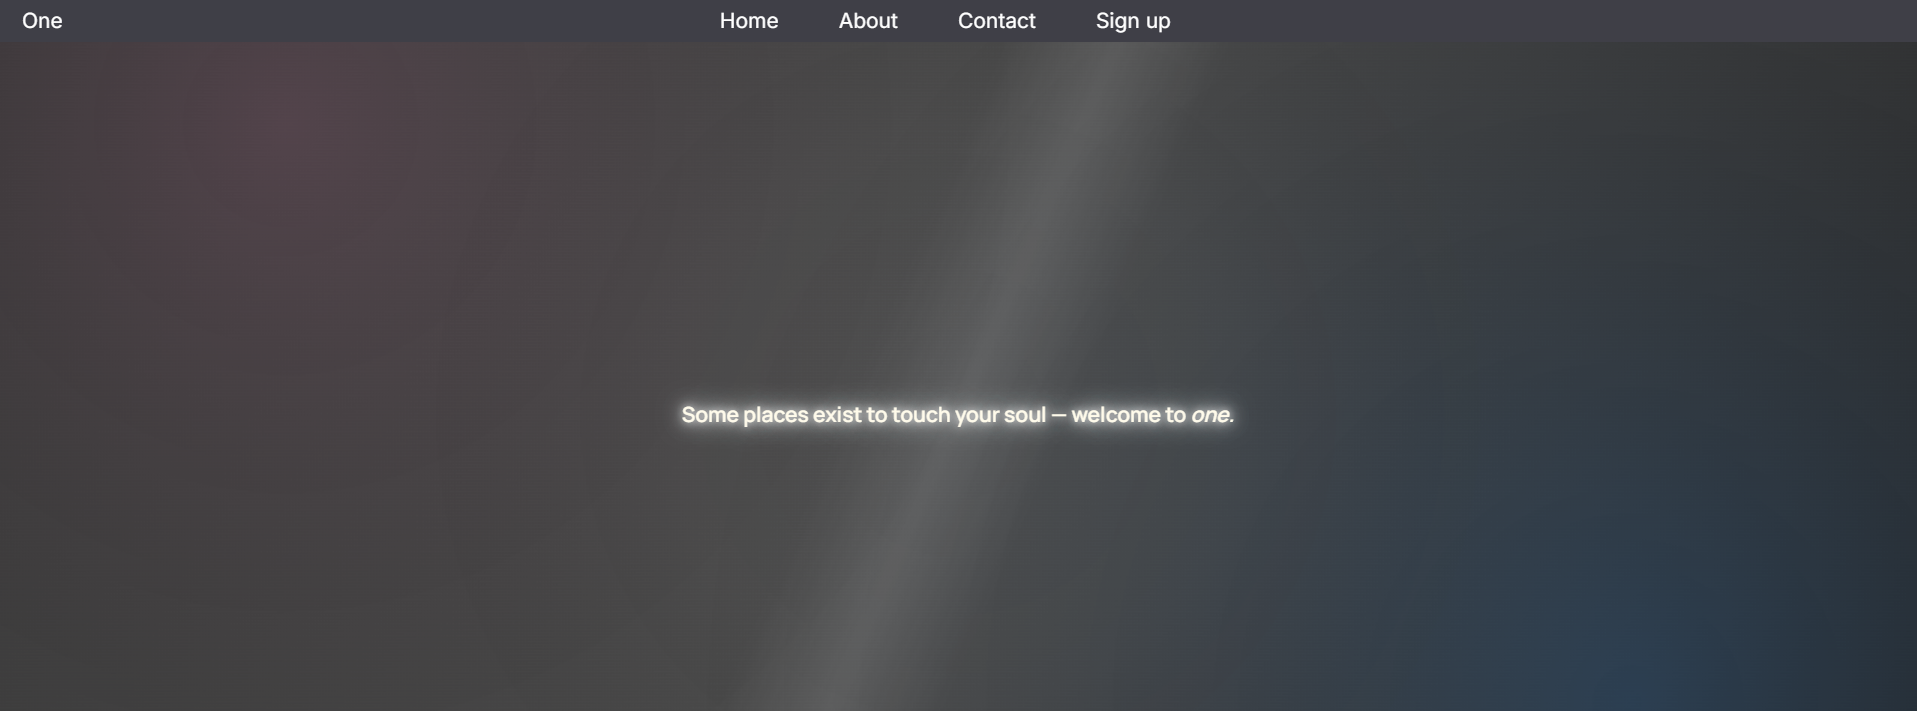 One
Home About Contact Sign up
Some places exist to touch your soul — welcome to one.